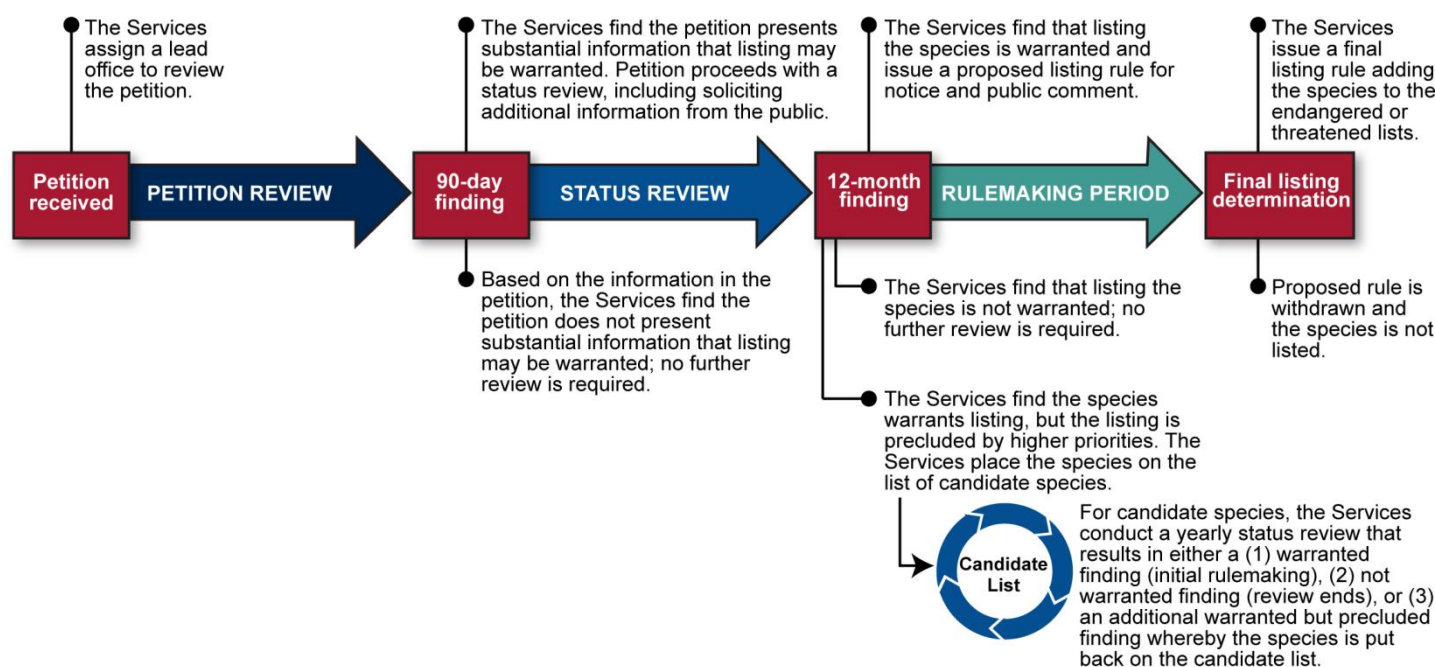 The Services
assign a lead
office to review
the petition.
The Services find the petition presents
substantial information that listing may
be warranted. Petition proceeds with a
status review, including soliciting
additional information from the public.
The Services find that listing
the species is warranted and
issue a proposed listing rule for
notice and public comment.
The Services
issue a final
listing rule adding
the species to the
endangered or
threatened lists.
Petition
received
PETITION REVIEW
90-day
finding
STATUS REVIEW
12-month
finding
RULEMAKING PERIOD
Final listing
determination
Based on the information in the
petition, the Services find the
petition does not present
substantial information that listing
may be warranted; no further
review is required.
The Services find that listing the
species is not warranted; no
further review is required.
Proposed rule is
withdrawn and
the species is not
listed.
The Services find the species
warrants listing, but the listing is
precluded by higher priorities. The
Services place the species on the
list of candidate species.
Candidate
List
For candidate species, the Services
conduct a yearly status review that
results in either a (1) warranted
finding (initial rulemaking), (2) not
warranted finding (review ends), or (3)
an additional warranted but precluded
finding whereby the species is put
back on the candidate list.